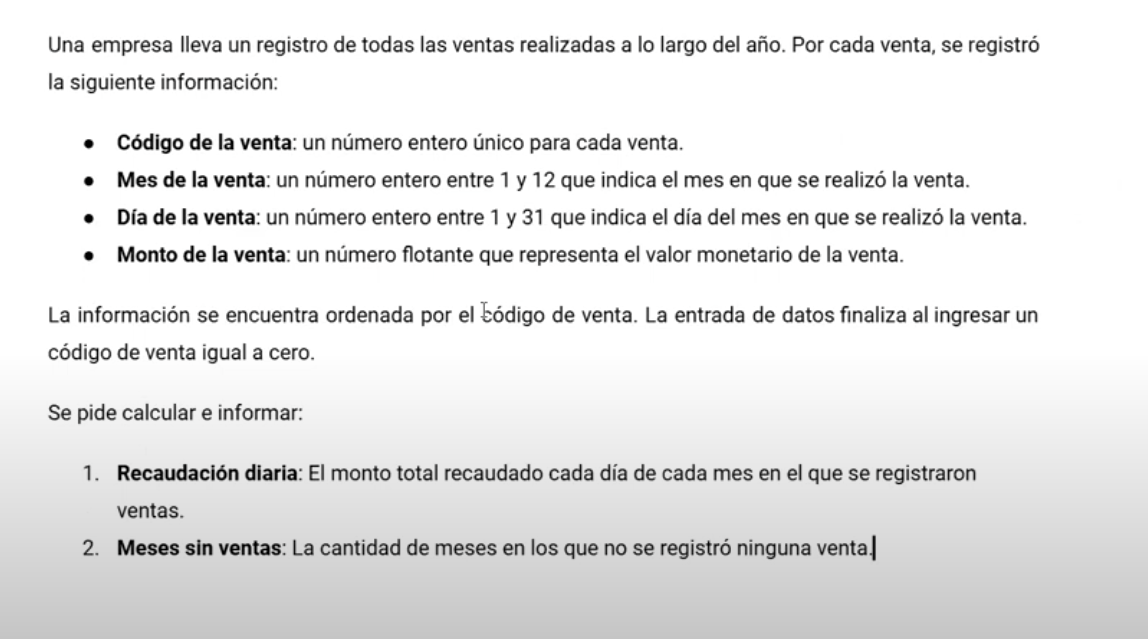 Una empresa lleva un registro de todas las ventas realizadas a lo largo del año. Por cada venta, se registró
la siguiente información:
● Código de la venta: un número entero único para cada venta.
● Mes de la venta: un número entero entre 1 y 12 que indica el mes en que se realizó la venta.
● Día de la venta: un número entero entre 1 y 31 que indica el día del mes en que se realizó la venta.
● Monto de la venta: un número flotante que representa el valor monetario de la venta.
La información se encuentra ordenada por el código de venta. La entrada de datos finaliza al ingresar un
código de venta igual a cero.
Se pide calcular e informar:
1. Recaudación diaria: El monto total recaudado cada día de cada mes en el que se registraron
ventas.
2. Meses sin ventas: La cantidad de meses en los que no se registró ninguna venta.